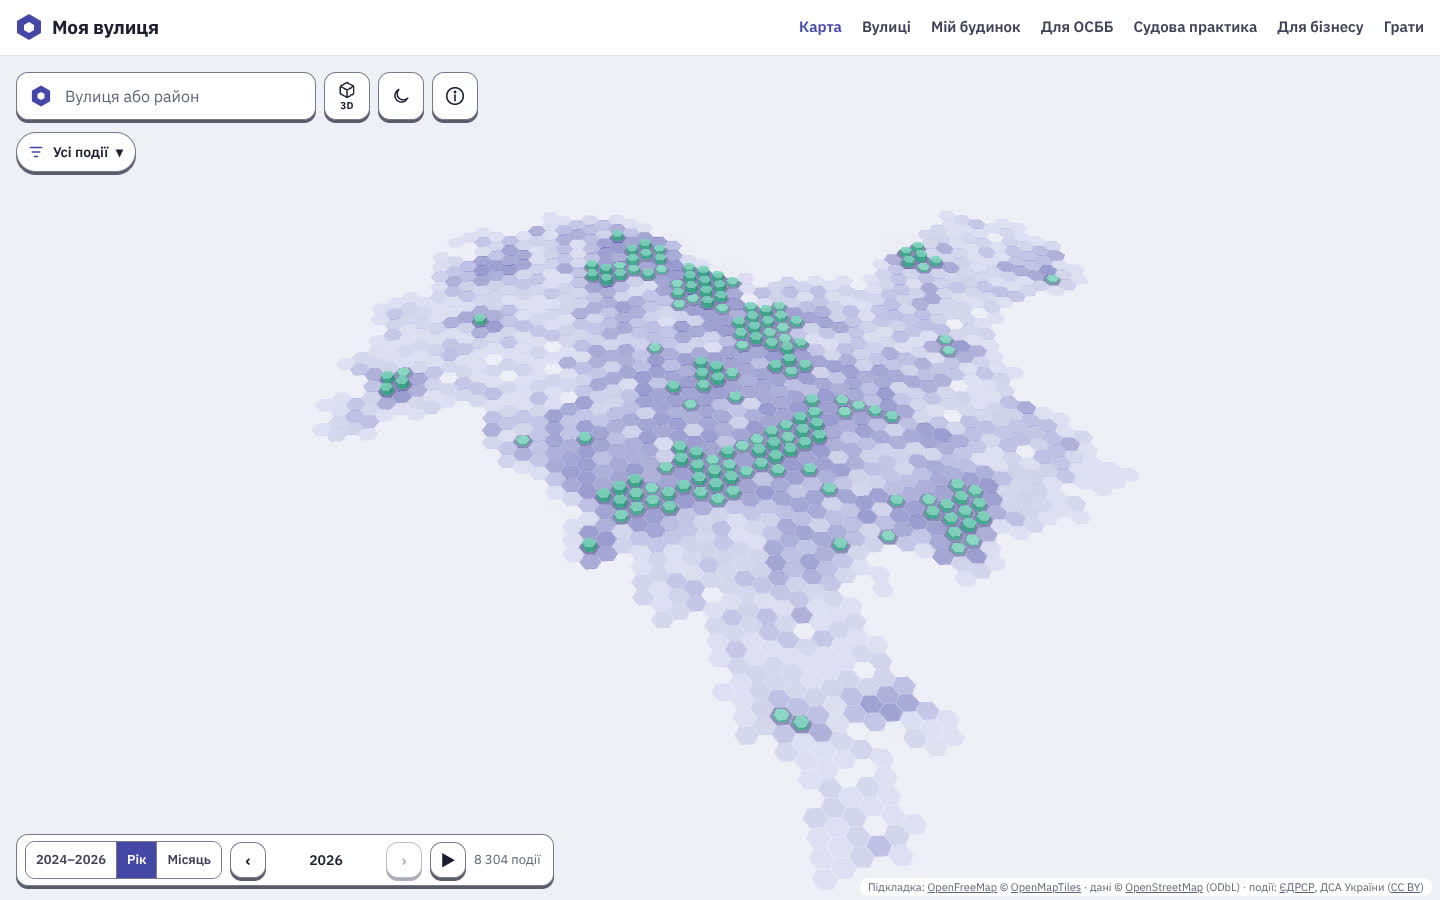 Моя вулиця
Карта Вулиці Мій будинок Для ОСББ Судова практика Для бізнесу Грати
Вулиця або район
3D
Усі події ▾
2024–2026 Рік Місяць ‹ 2026 › 8 304 події
Підкладка: OpenFreeMap © OpenMapTiles · дані © OpenStreetMap (ODbL) · події: ЄДРСР, ДСА України (CC BY)